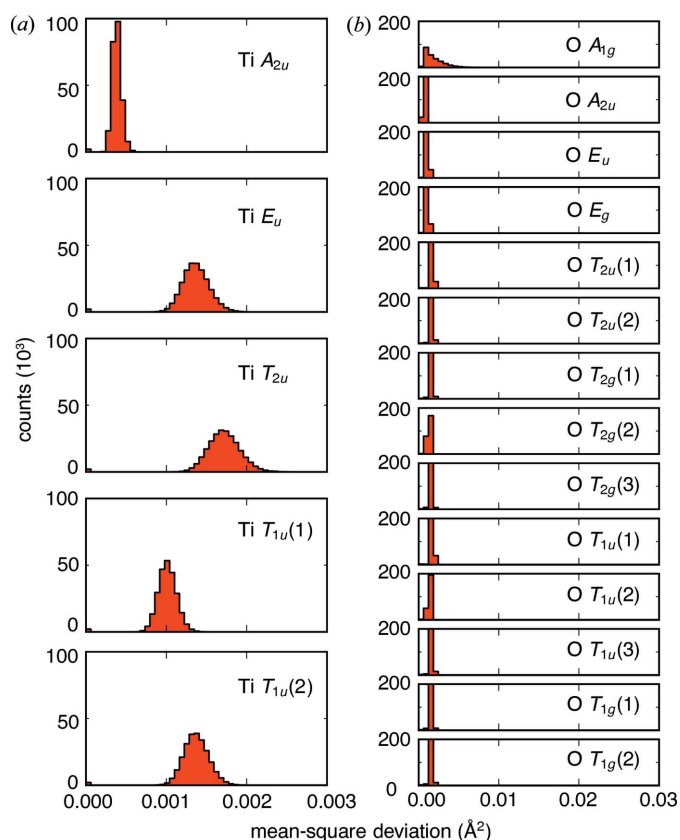 (a)
100
50
0
Ti A2u
100
50
0
Ti Eu
100
50
0
Ti T2u
100
50
0
Ti T1u(1)
100
50
0
Ti T1u(2)
0.000 0.001 0.002 0.003
counts (10³)
(b)
200
O A1g
200
O A2u
200
O Eu
200
O Eg
200
O T2u(1)
200
O T2u(2)
200
O T2g(1)
200
O T2g(2)
200
O T2g(3)
200
O T1u(1)
200
O T1u(2)
200
O T1u(3)
200
O T1g(1)
200
0
O T1g(2)
0.00 0.01 0.02 0.03
mean-square deviation (Å²)